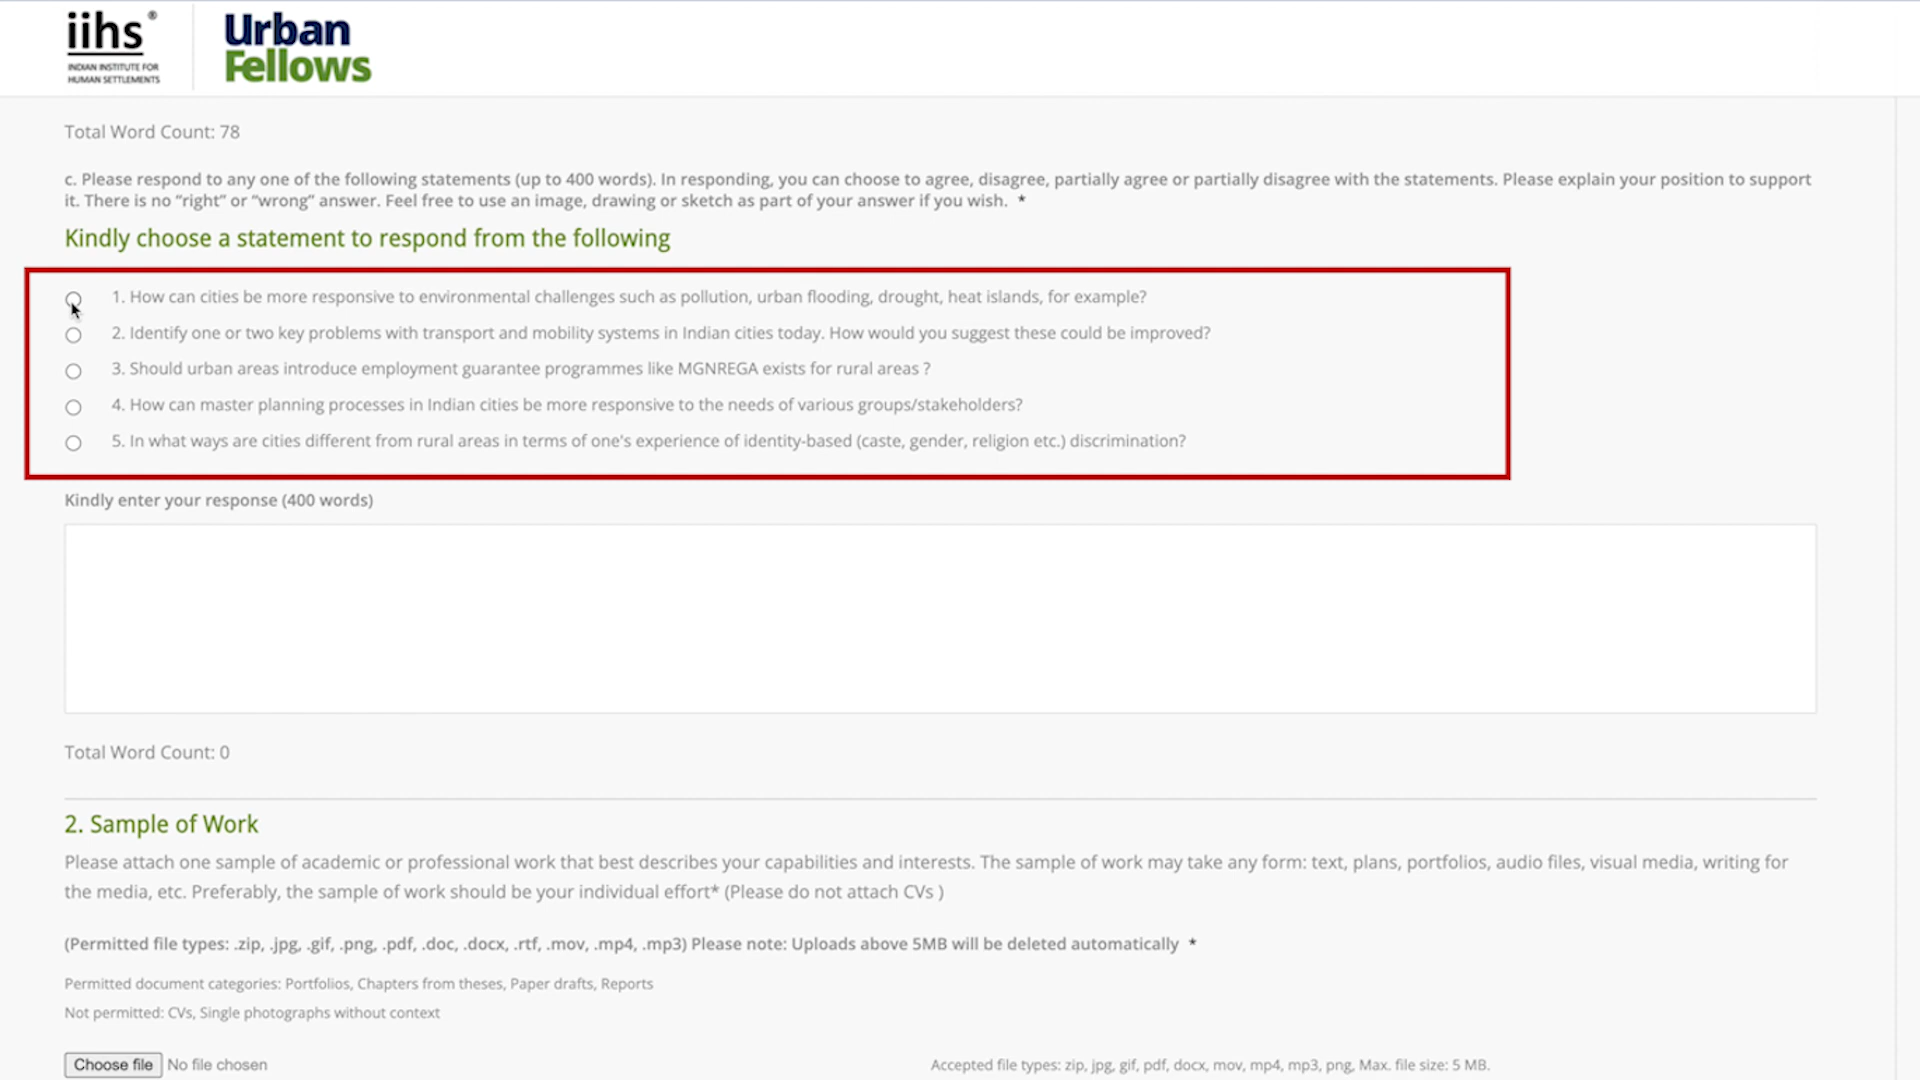 iihs®
INDIAN INSTITUTE FOR
HUMAN SETTLEMENTS
Urban
Fellows
Total Word Count: 78
c. Please respond to any one of the following statements (up to 400 words). In responding, you can choose to agree, disagree, partially agree or partially disagree with the statements. Please explain your position to support
it. There is no “right” or “wrong” answer. Feel free to use an image, drawing or sketch as part of your answer if you wish. *
Kindly choose a statement to respond from the following
1. How can cities be more responsive to environmental challenges such as pollution, urban flooding, drought, heat islands, for example?
2. Identify one or two key problems with transport and mobility systems in Indian cities today. How would you suggest these could be improved?
3. Should urban areas introduce employment guarantee programmes like MGNREGA exists for rural areas ?
4. How can master planning processes in Indian cities be more responsive to the needs of various groups/stakeholders?
5. In what ways are cities different from rural areas in terms of one's experience of identity-based (caste, gender, religion etc.) discrimination?
Kindly enter your response (400 words)
Total Word Count: 0
2. Sample of Work
Please attach one sample of academic or professional work that best describes your capabilities and interests. The sample of work may take any form: text, plans, portfolios, audio files, visual media, writing for
the media, etc. Preferably, the sample of work should be your individual effort* (Please do not attach CVs )
(Permitted file types: .zip, .jpg, .gif, .png, .pdf, .doc, .docx, .rtf, .mov, .mp4, .mp3) Please note: Uploads above 5MB will be deleted automatically *
Permitted document categories: Portfolios, Chapters from theses, Paper drafts, Reports
Not permitted: CVs, Single photographs without context
Choose file No file chosen
Accepted file types: zip, jpg, gif, pdf, docx, mov, mp4, mp3, png, Max. file size: 5 MB.